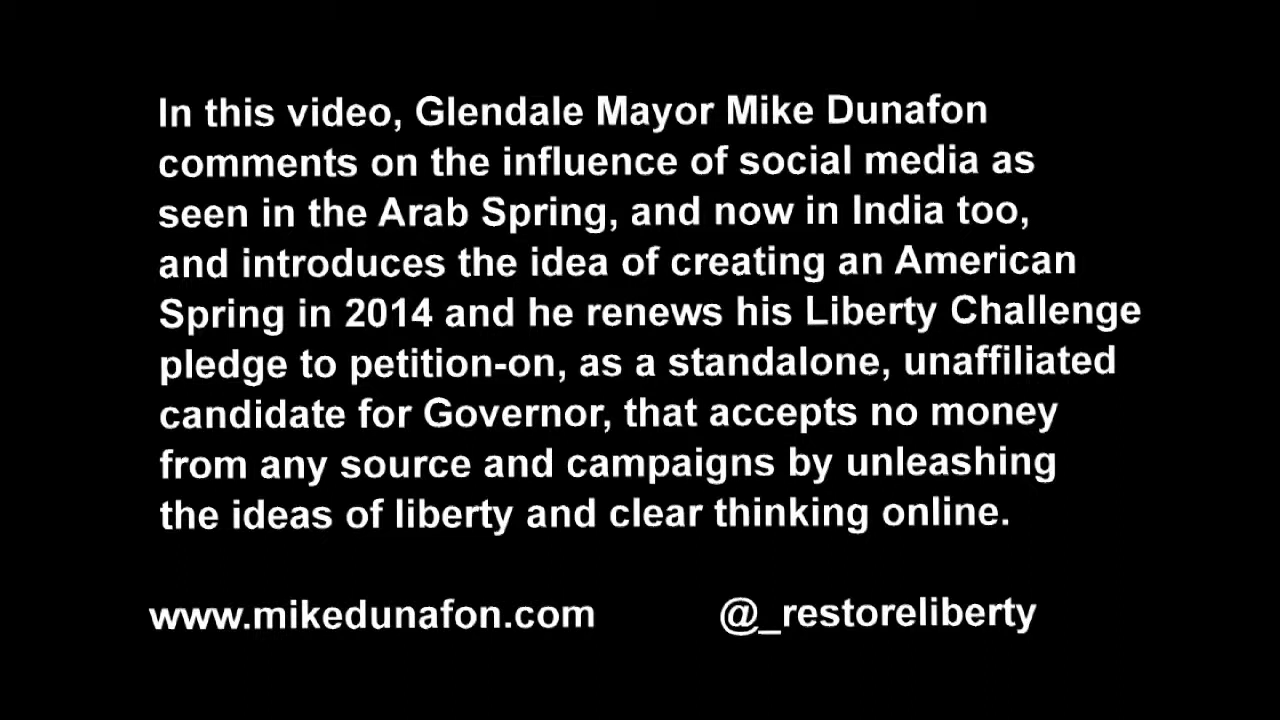 In this video, Glendale Mayor Mike Dunafon
comments on the influence of social media as
seen in the Arab Spring, and now in India too,
and introduces the idea of creating an American
Spring in 2014 and he renews his Liberty Challenge
pledge to petition-on, as a standalone, unaffiliated
candidate for Governor, that accepts no money
from any source and campaigns by unleashing
the ideas of liberty and clear thinking online.
www.mikedunafon.com @_restoreliberty